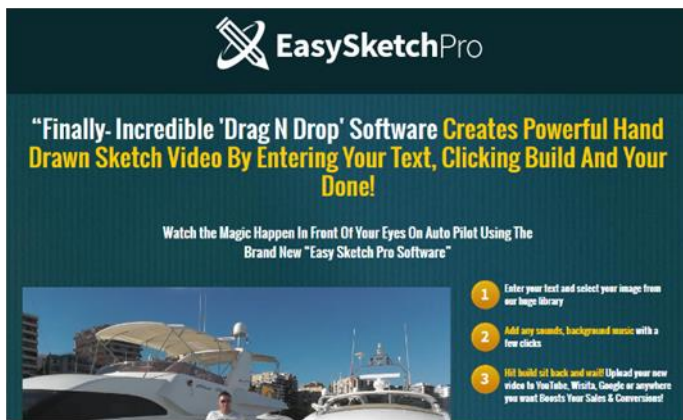 EasySketchPro
“Finally- Incredible 'Drag N Drop' Software Creates Powerful Hand
Drawn Sketch Video By Entering Your Text, Clicking Build And Your
Done!
Watch the Magic Happen In Front Of Your Eyes On Auto Pilot Using The
Brand New “Easy Sketch Pro Software”
1
Enter your text and select your image from
our huge library
2
Add any sounds, background music with a
few clicks
3
Hit build sit back and wait! Upload your new
video to YouTube, Wisita, Google or anywhere
you want Boosts Your Sales & Conversions!